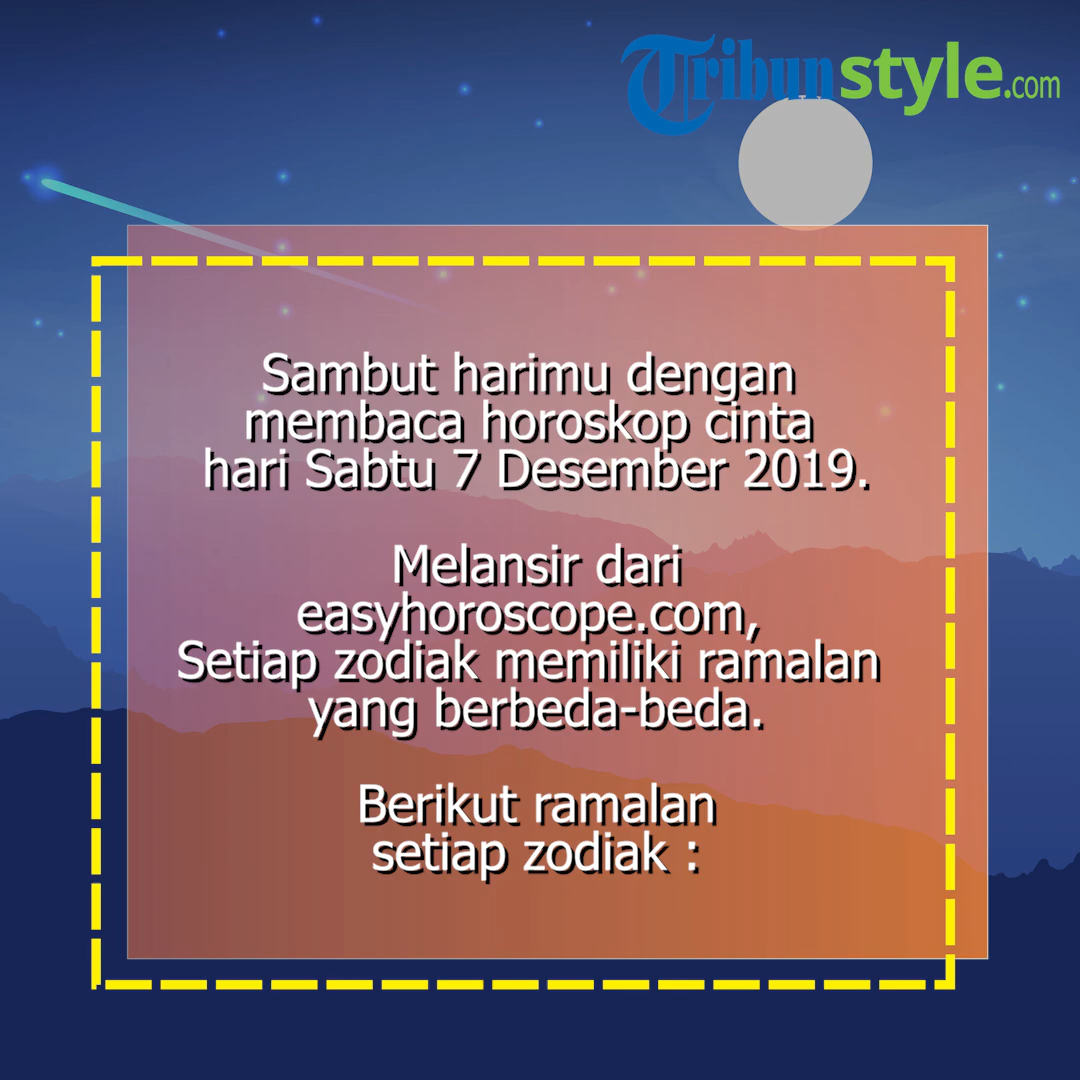 Tribunstyle.com
Sambut harimu dengan
membaca horoskop cinta
hari Sabtu 7 Desember 2019.
Melansir dari
easyhoroscope.com,
Setiap zodiak memiliki ramalan
yang berbeda-beda.
Berikut ramalan
setiap zodiak :